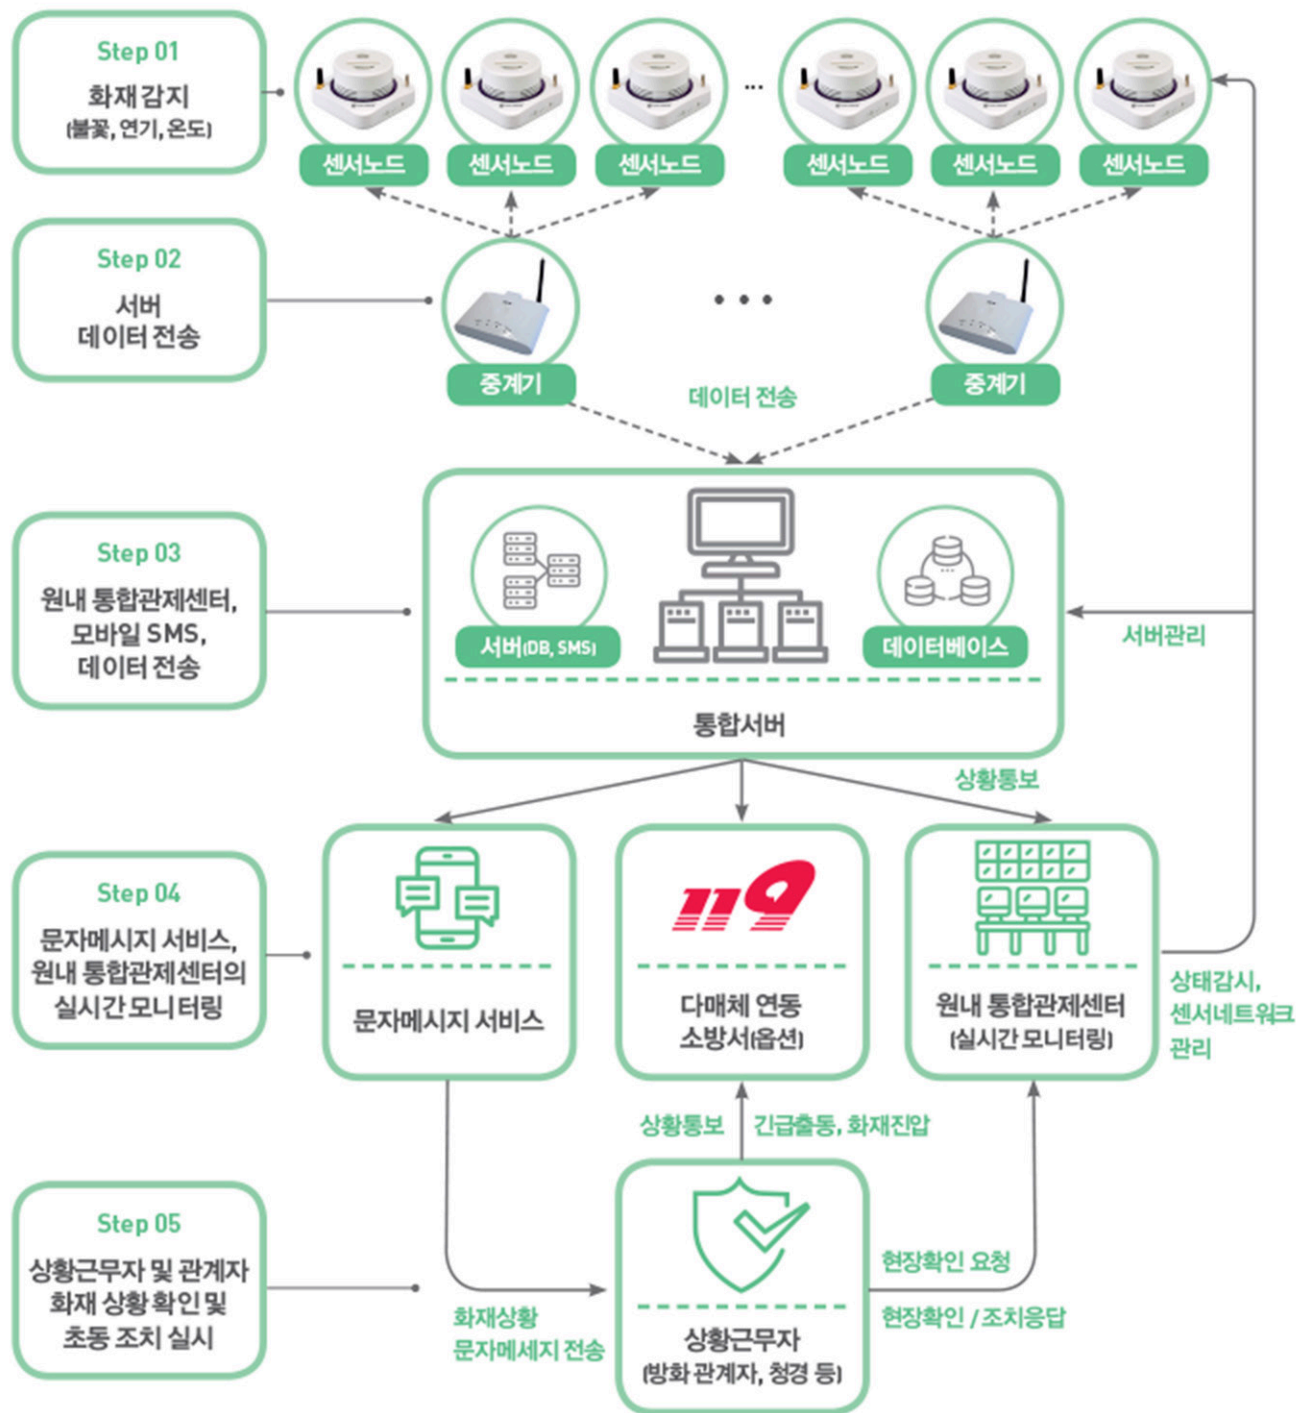 Step 01
화재감지
(불꽃, 연기, 온도)
...
센서노드
센서노드
센서노드
센서노드
센서노드
센서노드
Step 02
서버
데이터 전송
...
중계기
중계기
데이터 전송
Step 03
원내 통합관제센터,
모바일 SMS,
데이터 전송
서버(DB, SMS)
데이터베이스
통합서버
서버관리
상황통보
Step 04
문자메시지 서비스,
원내 통합관제센터의
실시간 모니터링
문자메시지 서비스
119
다매체 연동
소방서(옵션)
원내 통합관제센터
(실시간 모니터링)
상태감시,
센서네트워크
관리
상황통보
긴급출동, 화재진압
Step 05
상황근무자 및 관계자
화재 상황 확인 및
초동 조치 실시
화재상황
문자메세지 전송
상황근무자
(방화 관계자, 청경 등)
현장확인 요청
현장확인 / 조치응답